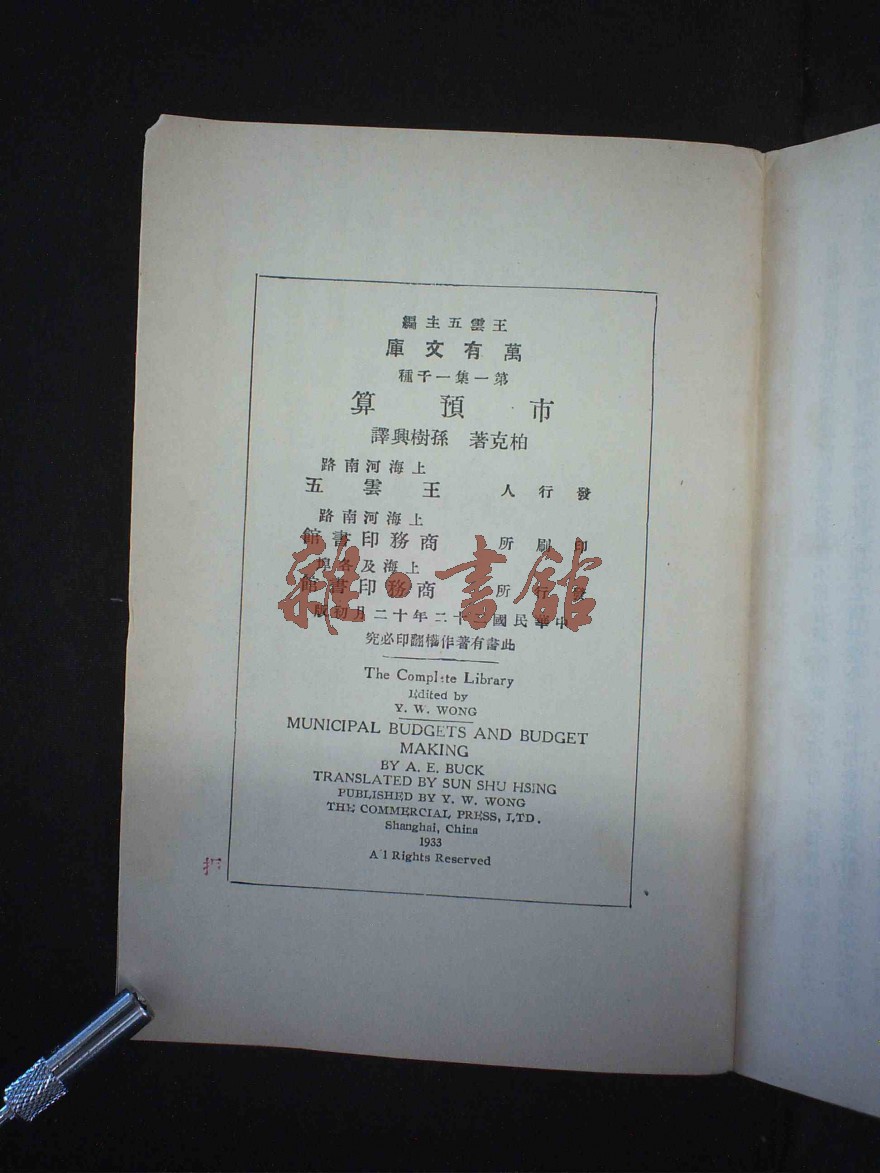 王雲五主編
萬有文庫
第一集一千種
市預算
柏克著 孫樹興譯
上海河南路
發行人 王雲五
上海河南路
印刷所 商務印書館
上海及各埠
發行所 商務印書館
中華民國二十二年十二月初版
此書有著作權翻印必究
The Complete Library
Edited by
Y. W. WONG
MUNICIPAL BUDGETS AND BUDGET
MAKING
BY A. E. BUCK
TRANSLATED BY SUN SHU HSING
PUBLISHED BY Y. W. WONG
THE COMMERCIAL PRESS, LTD.
Shanghai, China
1933
A l Rights Reserved
雜·書館